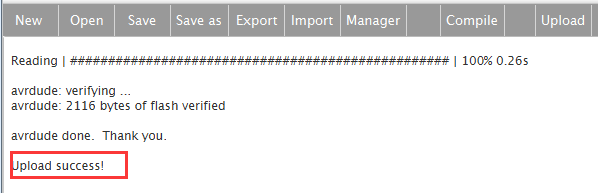 New Open Save Save as Export Import Manager Compile Upload
Reading | ################################################## | 100% 0.26s
avrdude: verifying ...
avrdude: 2116 bytes of flash verified
avrdude done.  Thank you.
Upload success!